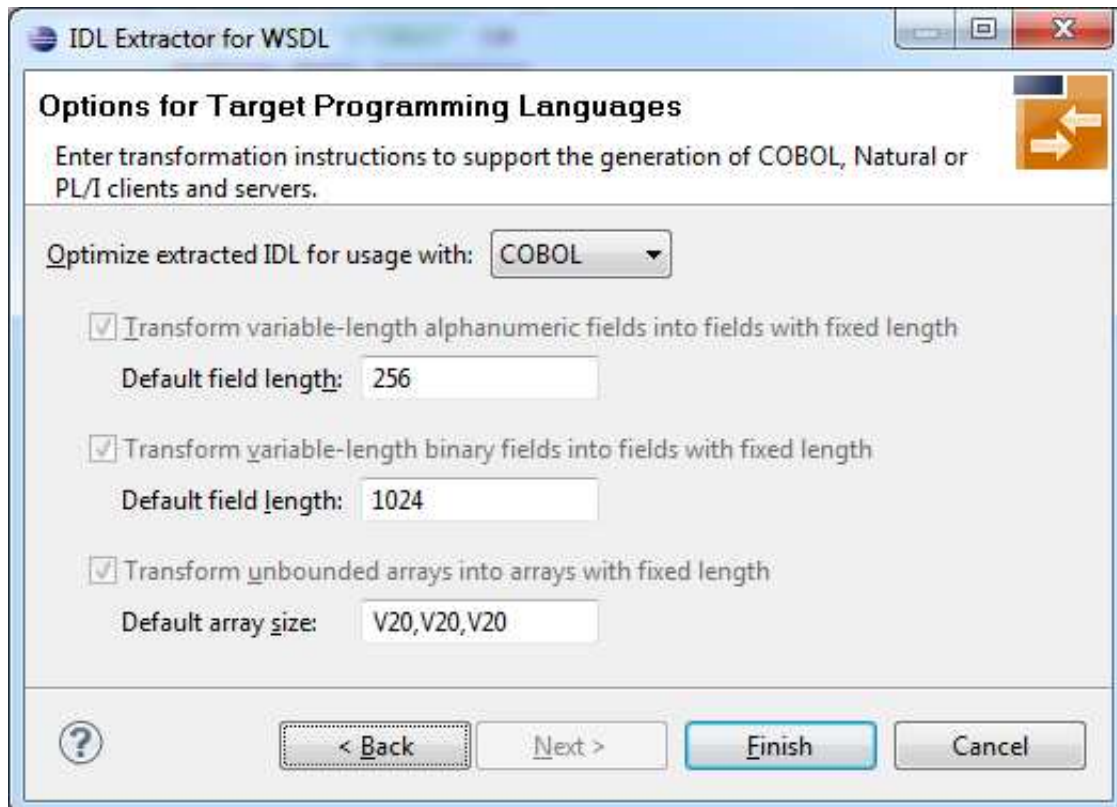 IDL Extractor for WSDL
Options for Target Programming Languages
Enter transformation instructions to support the generation of COBOL, Natural or
PL/I clients and servers.
Optimize extracted IDL for usage with: COBOL
Transform variable-length alphanumeric fields into fields with fixed length
Default field length: 256
Transform variable-length binary fields into fields with fixed length
Default field length: 1024
Transform unbounded arrays into arrays with fixed length
Default array size: V20,V20,V20
? < Back Next > Finish Cancel